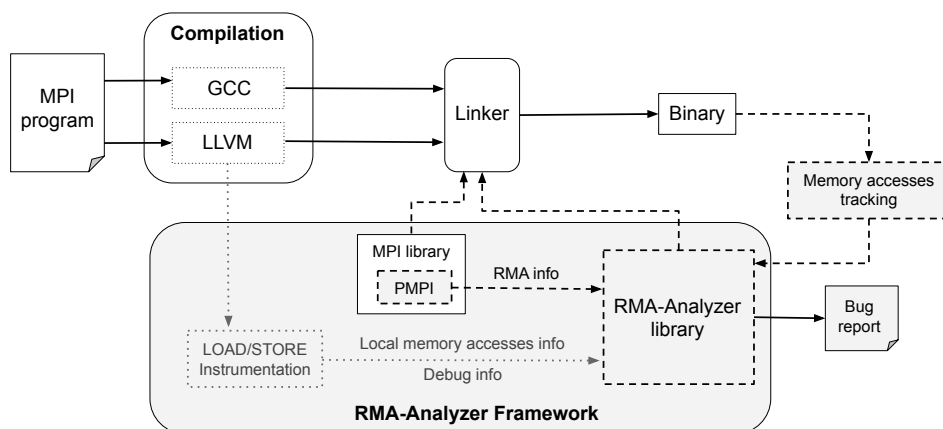 Compilation
MPI
program
GCC
LLVM
Linker
Binary
Memory accesses
tracking
MPI library
PMPI
RMA info
RMA-Analyzer
library
Bug
report
LOAD/STORE
Instrumentation
Local memory accesses info
Debug info
RMA-Analyzer Framework